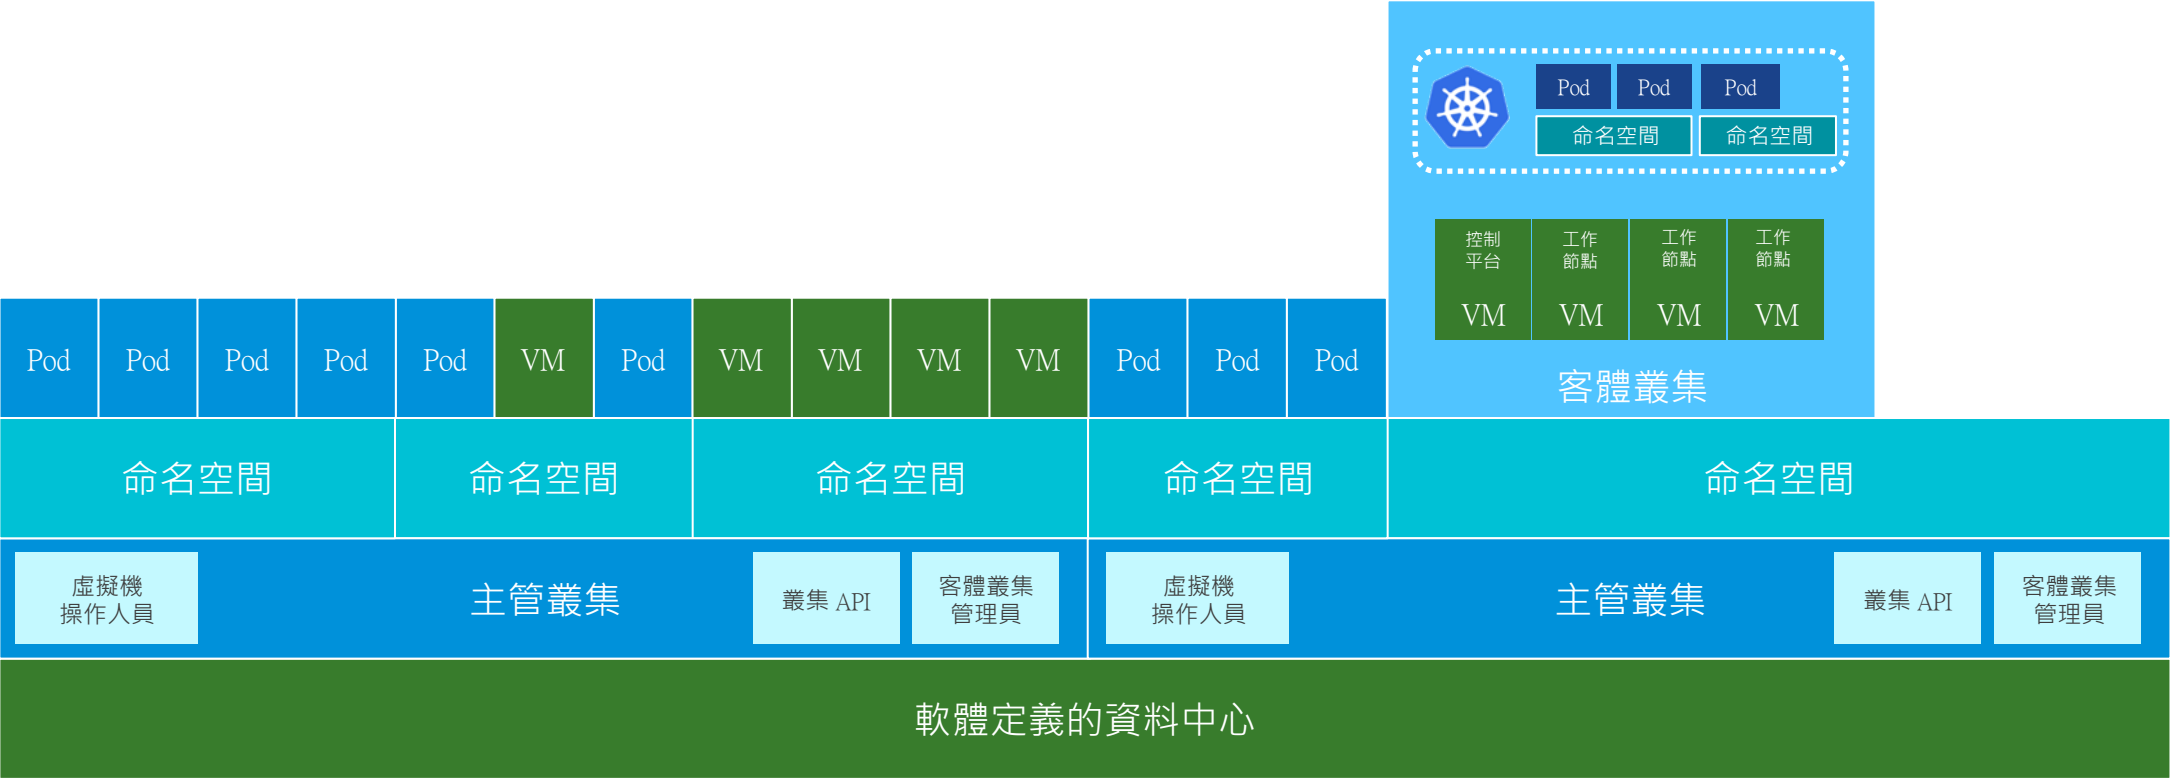 Pod
Pod
Pod
命名空間
命名空間
控制
平台
VM
工作
節點
VM
工作
節點
VM
工作
節點
VM
客體叢集
Pod
Pod
Pod
Pod
Pod
VM
Pod
VM
VM
VM
VM
Pod
Pod
Pod
命名空間
命名空間
命名空間
命名空間
命名空間
虛擬機
操作人員
主管叢集
叢集 API
客體叢集
管理員
虛擬機
操作人員
主管叢集
叢集 API
客體叢集
管理員
軟體定義的資料中心